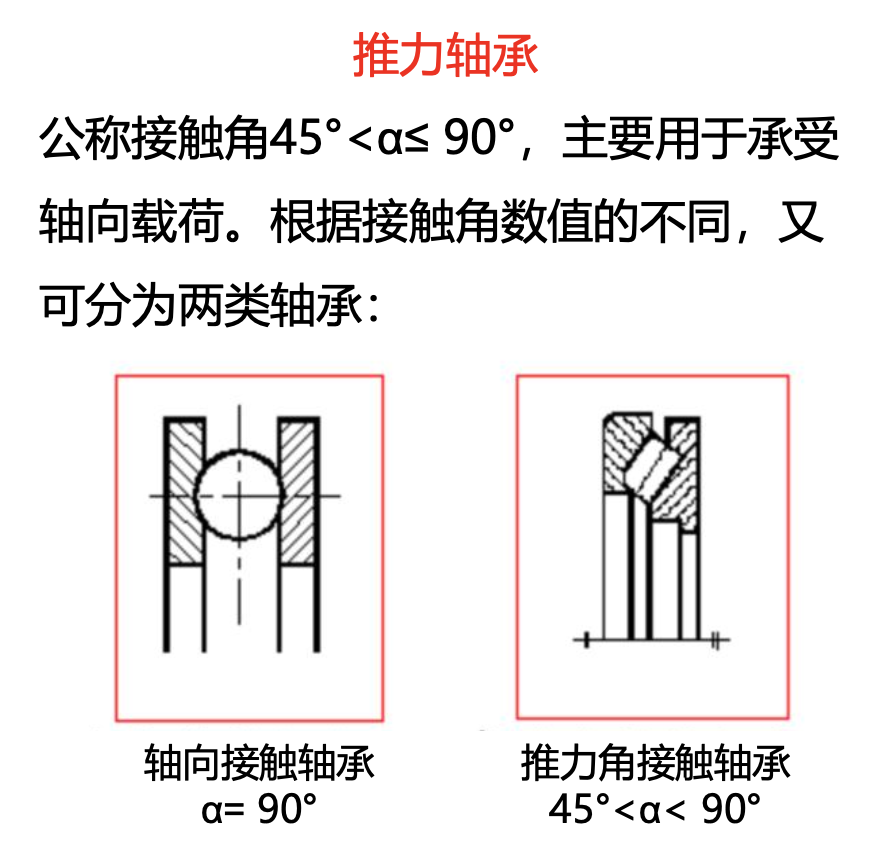 推力轴承
公称接触角45°<α≤ 90°，主要用于承受
轴向载荷。根据接触角数值的不同，又
可分为两类轴承：
轴向接触轴承
α= 90°
推力角接触轴承
45°<α< 90°